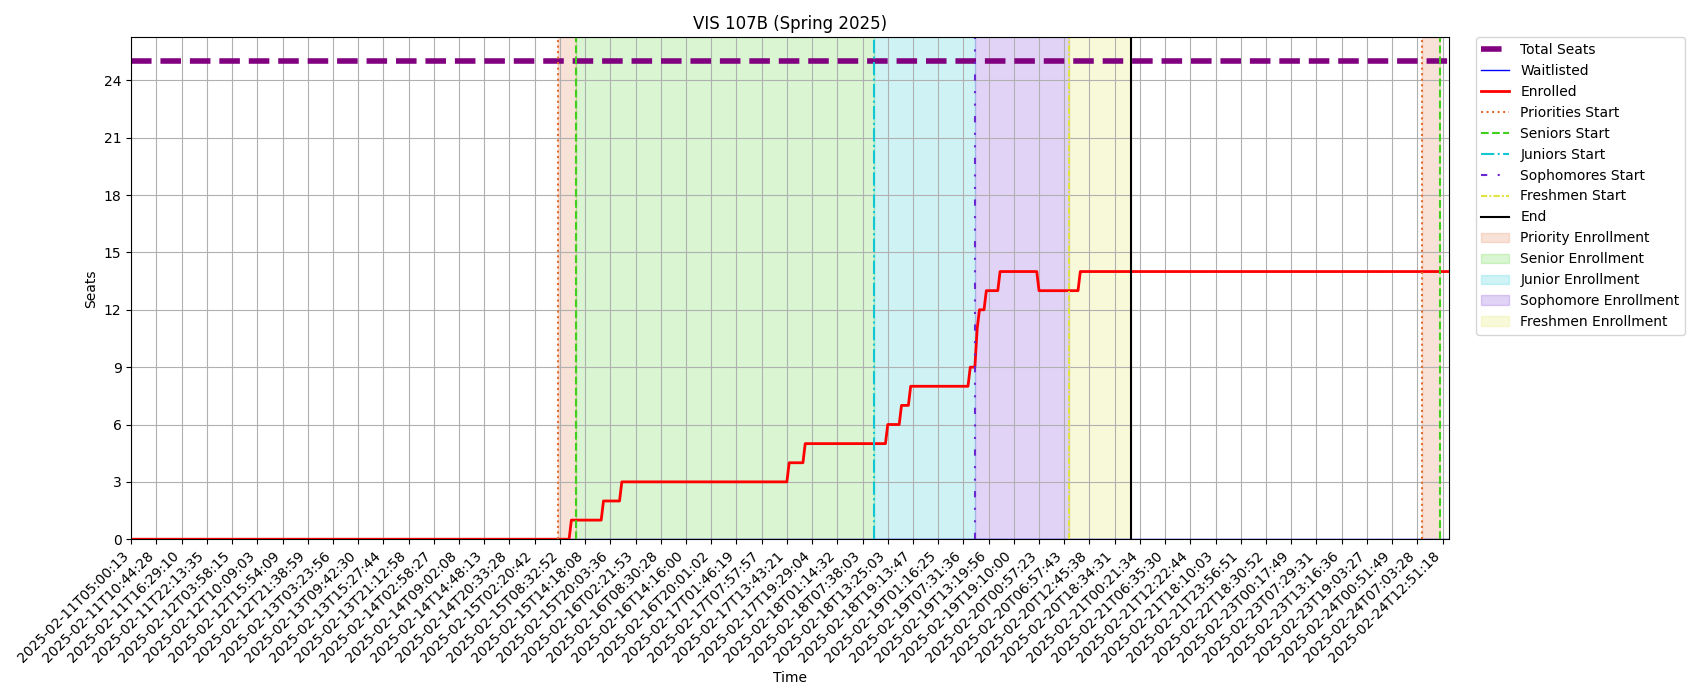 VIS 107B (Spring 2025)
Seats
24
21
18
15
12
9
6
3
0
2025-02-11T05:00:13
2025-02-11T10:44:28
2025-02-11T16:29:10
2025-02-11T22:13:35
2025-02-12T03:58:15
2025-02-12T10:09:03
2025-02-12T15:54:09
2025-02-12T21:38:59
2025-02-13T03:23:56
2025-02-13T09:42:30
2025-02-13T15:27:44
2025-02-13T21:12:58
2025-02-14T02:58:27
2025-02-14T09:02:08
2025-02-14T14:48:13
2025-02-14T20:33:28
2025-02-15T02:20:42
2025-02-15T08:32:52
2025-02-15T14:18:08
2025-02-15T20:03:36
2025-02-16T02:21:53
2025-02-16T08:30:28
2025-02-16T14:16:00
2025-02-16T20:01:02
2025-02-17T01:46:19
2025-02-17T07:57:57
2025-02-17T13:43:21
2025-02-17T19:29:04
2025-02-18T01:14:32
2025-02-18T07:38:03
2025-02-18T13:25:03
2025-02-18T19:13:47
2025-02-19T01:16:25
2025-02-19T07:31:36
2025-02-19T13:19:56
2025-02-19T19:10:00
2025-02-20T00:57:23
2025-02-20T06:57:43
2025-02-20T12:45:38
2025-02-20T18:34:31
2025-02-21T00:21:34
2025-02-21T06:35:30
2025-02-21T12:22:44
2025-02-21T18:10:03
2025-02-21T23:56:51
2025-02-22T18:30:52
2025-02-23T00:17:49
2025-02-23T07:29:31
2025-02-23T13:16:36
2025-02-23T19:03:27
2025-02-24T00:51:49
2025-02-24T07:03:28
2025-02-24T12:51:18
Time
Total Seats
Waitlisted
Enrolled
Priorities Start
Seniors Start
Juniors Start
Sophomores Start
Freshmen Start
End
Priority Enrollment
Senior Enrollment
Junior Enrollment
Sophomore Enrollment
Freshmen Enrollment